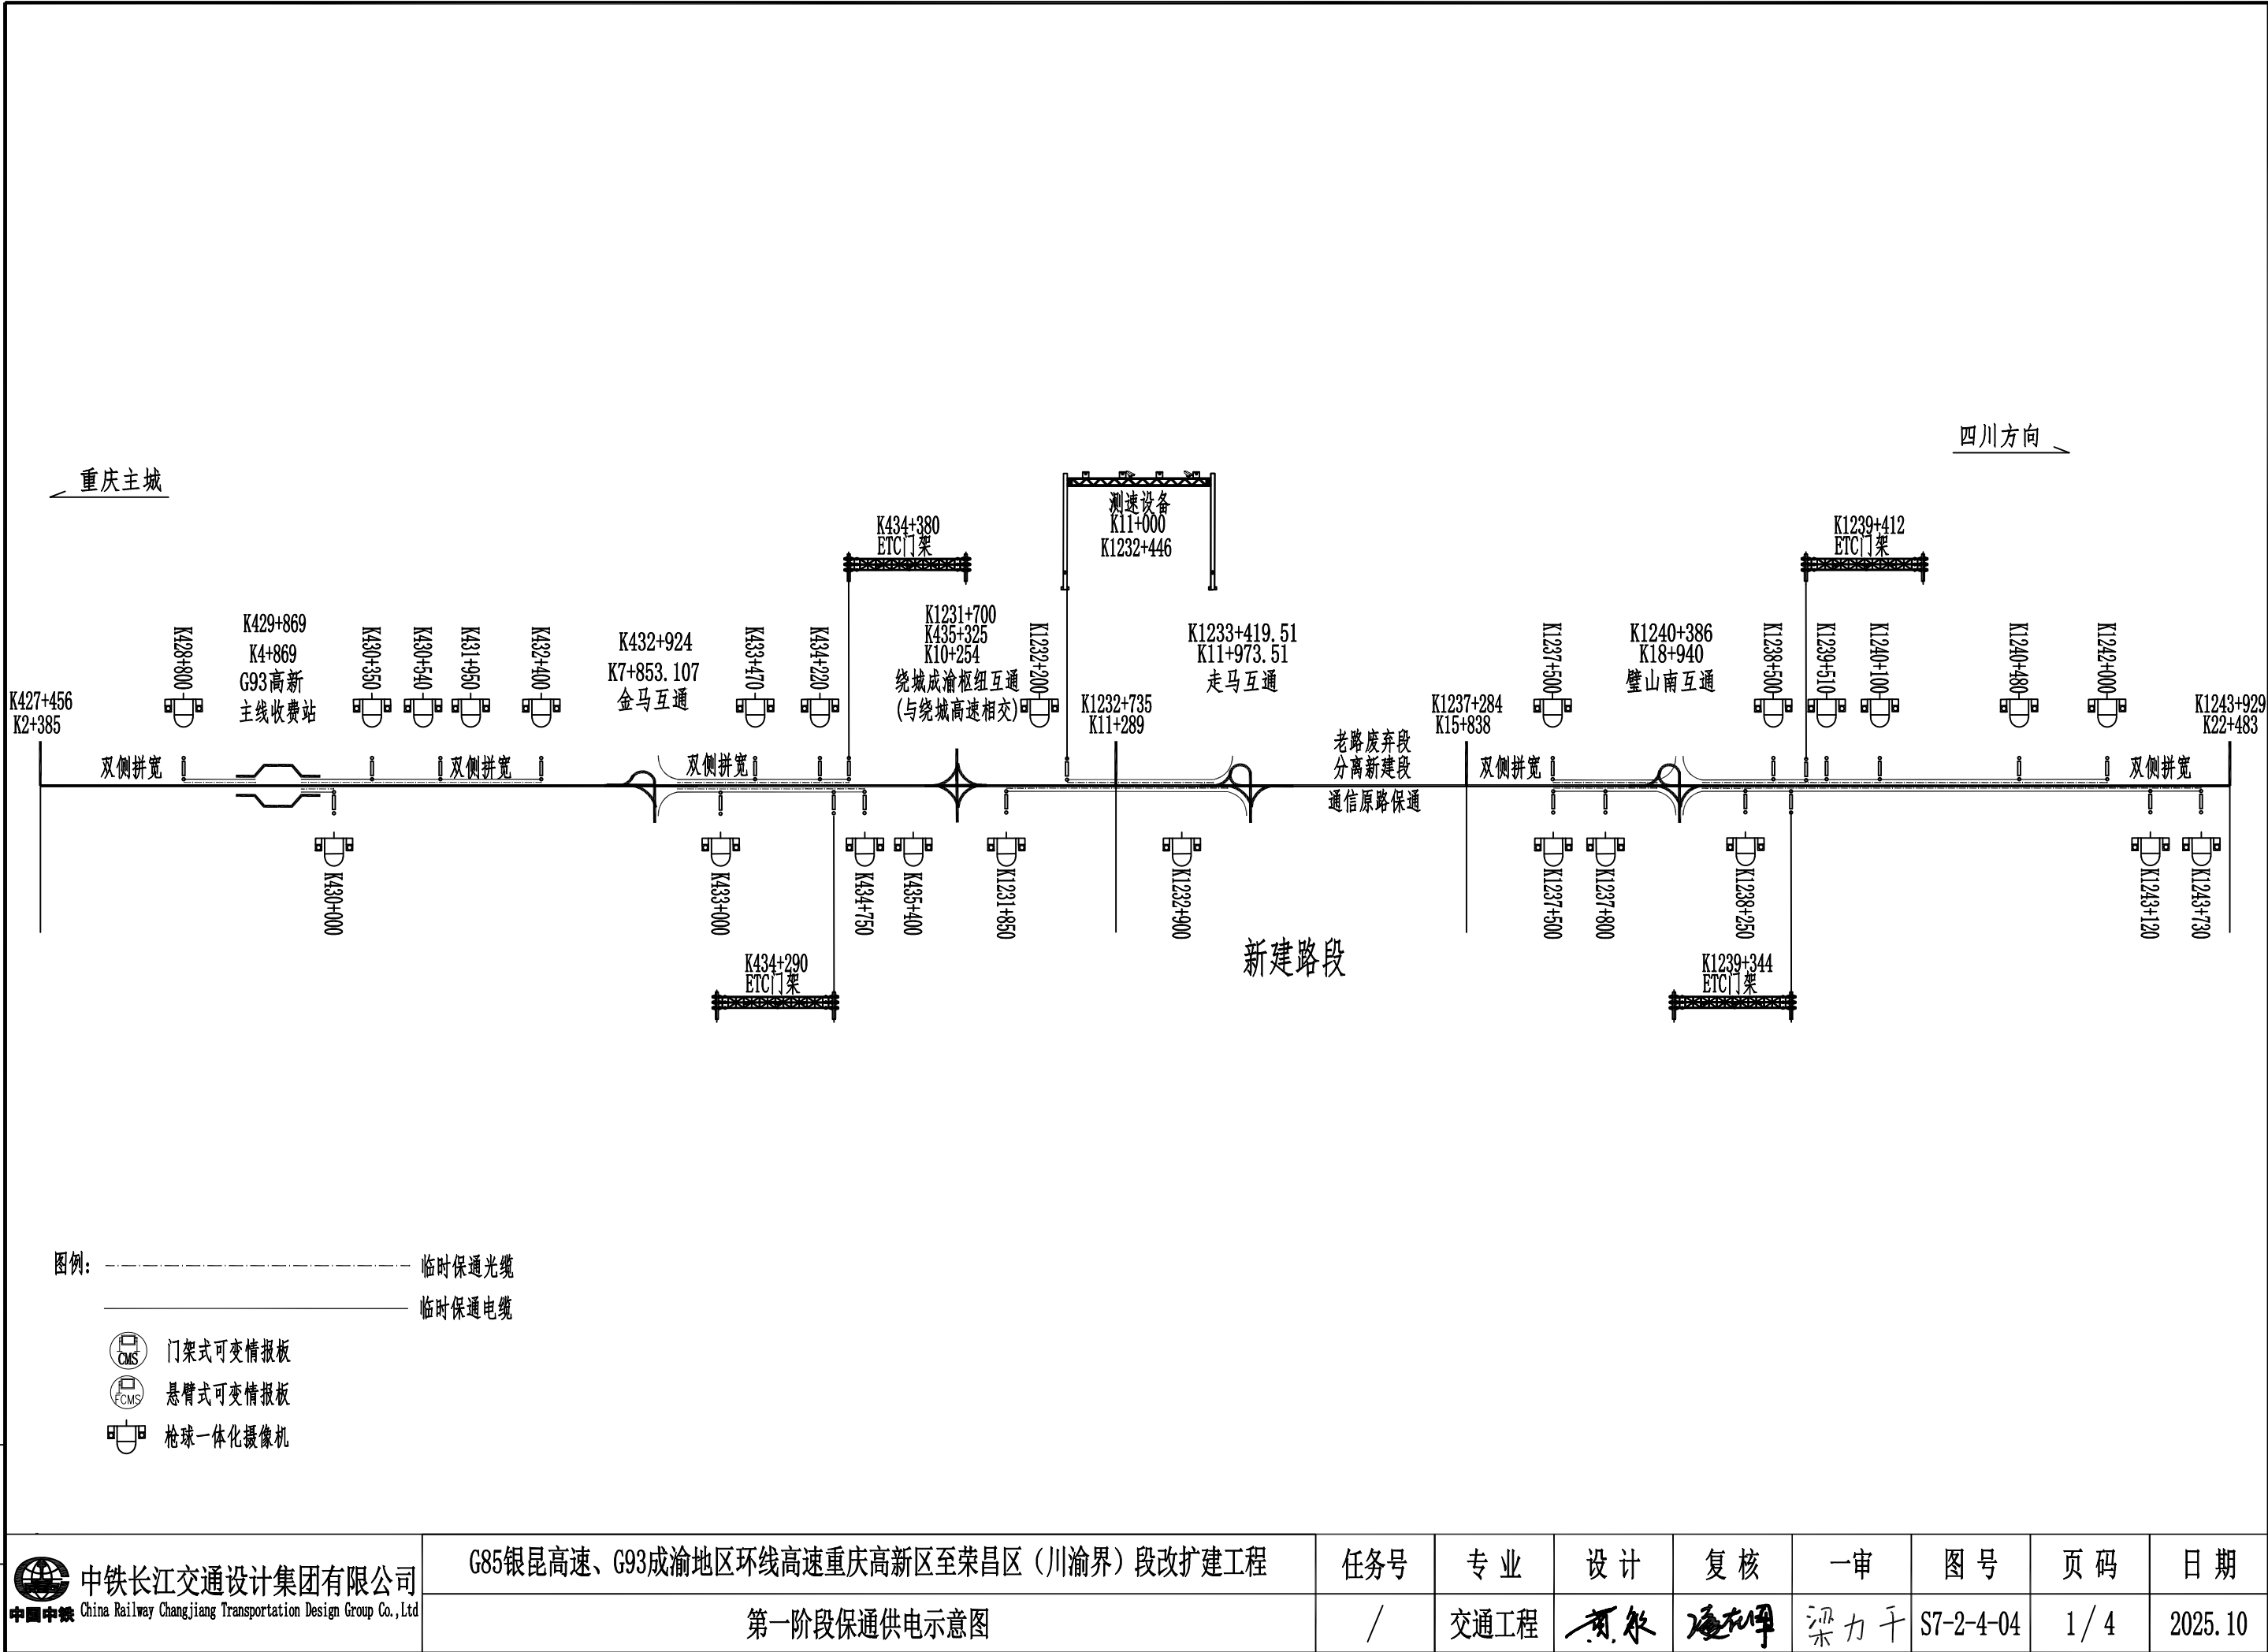 四川方向
重庆主城
测速设备
K11+000
K1232+446
K434+380
ETC门架
K1239+412
ETC门架
K428+800
K429+869
K4+869
G93高新
主线收费站
K430+350
K430+540
K431+950
K432+400
K432+924
K7+853.107
金马互通
K433+470
K434+220
K1231+700
K435+325
K10+254
绕城成渝枢纽互通
(与绕城高速相交)
K1232+200
K1233+419.51
K11+973.51
走马互通
K1237+500
K1240+386
K18+940
璧山南互通
K1238+500
K1239+510
K1240+100
K1240+480
K1242+000
K427+456
K2+385
K1232+735
K11+289
K1237+284
K15+838
K1243+929
K22+483
双侧拼宽
双侧拼宽
双侧拼宽
老路废弃段
分离新建段
通信原路保通
双侧拼宽
双侧拼宽
K430+000
K433+000
K434+750
K435+400
K1231+850
K1232+900
K1237+500
K1237+800
K1238+250
K1243+120
K1243+730
新建路段
K434+290
ETC门架
K1239+344
ETC门架
图例:
临时保通光缆
临时保通电缆
CMS
门架式可变情报板
FCMS
悬臂式可变情报板
枪球一体化摄像机
中国中铁
中铁长江交通设计集团有限公司
China Railway Changjiang Transportation Design Group Co.,Ltd
G85银昆高速、G93成渝地区环线高速重庆高新区至荣昌区（川渝界）段改扩建工程
第一阶段保通供电示意图
任务号
/
专 业
交通工程
设 计
复 核
一审
梁力千
图 号
S7-2-4-04
页 码
1/4
日 期
2025.10